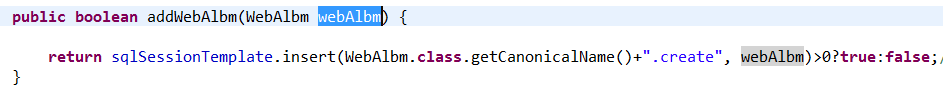 public boolean addWebAlbm(WebAlbm webAlbm) {
return sqlSessionTemplate.insert(WebAlbm.class.getCanonicalName()+".create", webAlbm)>0?true:false;/
}